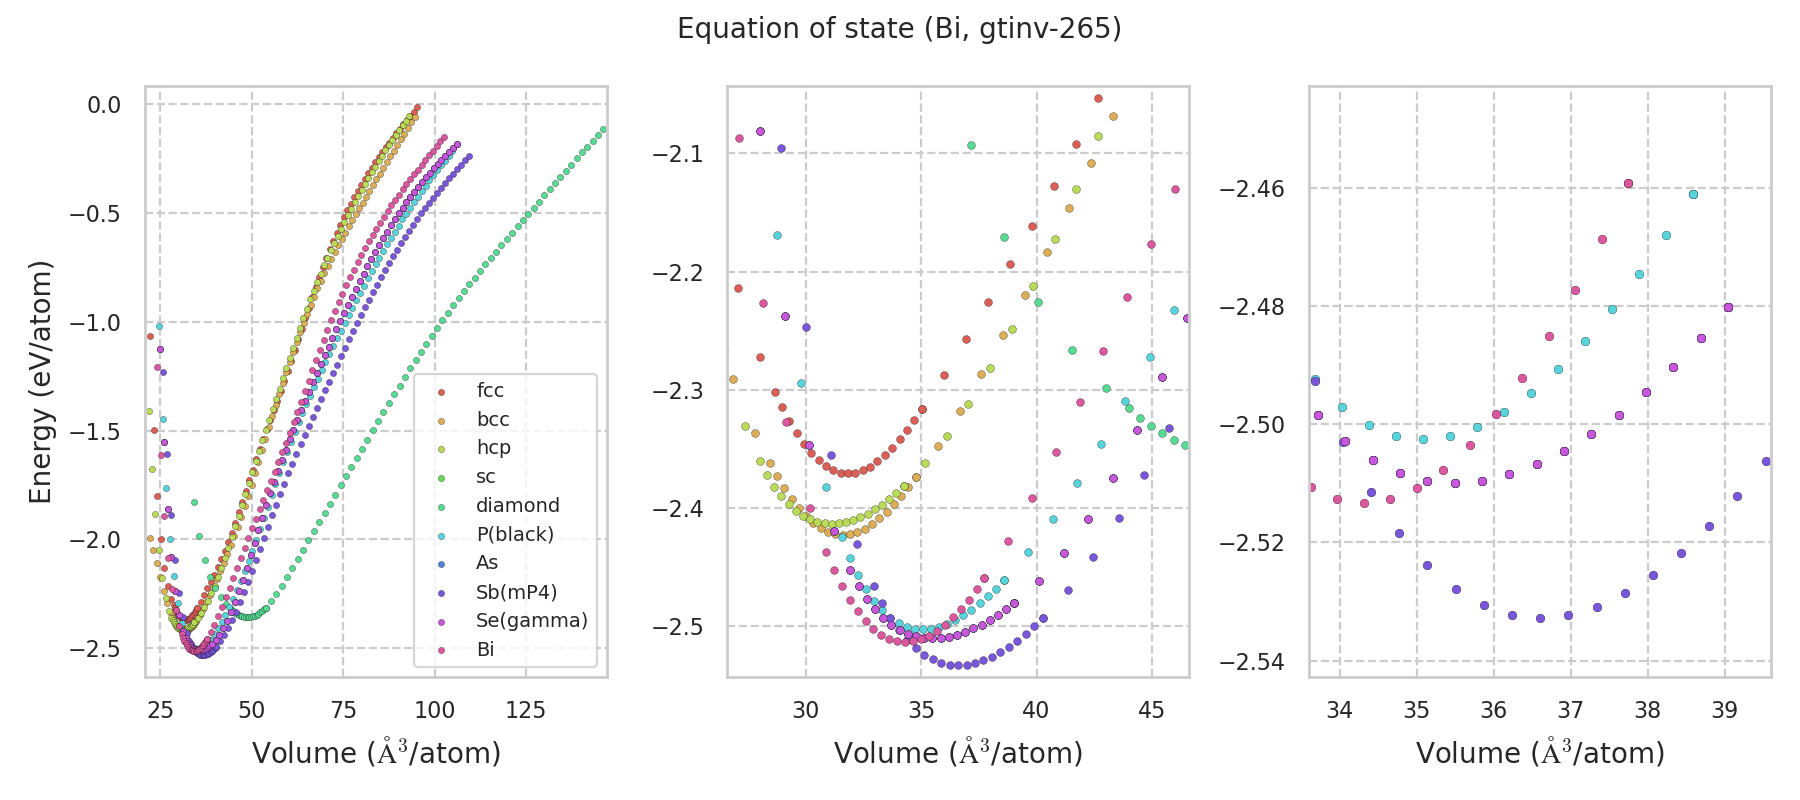 Equation of state (Bi, gtinv-265)
Energy (eV/atom)
0.0
−0.5
−1.0
−1.5
−2.0
−2.5
25 50 75 100 125
Volume (Å³/atom)
fcc
bcc
hcp
sc
diamond
P(black)
As
Sb(mP4)
Se(gamma)
Bi
−2.1
−2.2
−2.3
−2.4
−2.5
30 35 40 45
Volume (Å³/atom)
−2.46
−2.48
−2.50
−2.52
−2.54
34 35 36 37 38 39
Volume (Å³/atom)